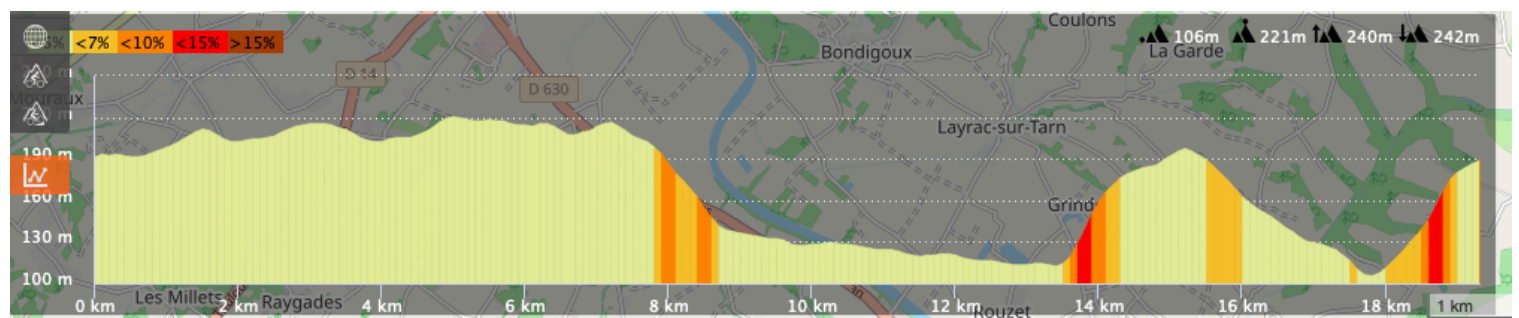 Coulons
<7% <10% <15% >15%
106m 221m 240m 242m
La Garde
Bondigoux
D 14
D 630
Layrac-sur-Tarn
190 m
160 m
Grind
130 m
100 m
Les Millets
Raygades
0 km 2 km 4 km 6 km 8 km 10 km 12 km 14 km 16 km 18 km
1 km
Rouzet